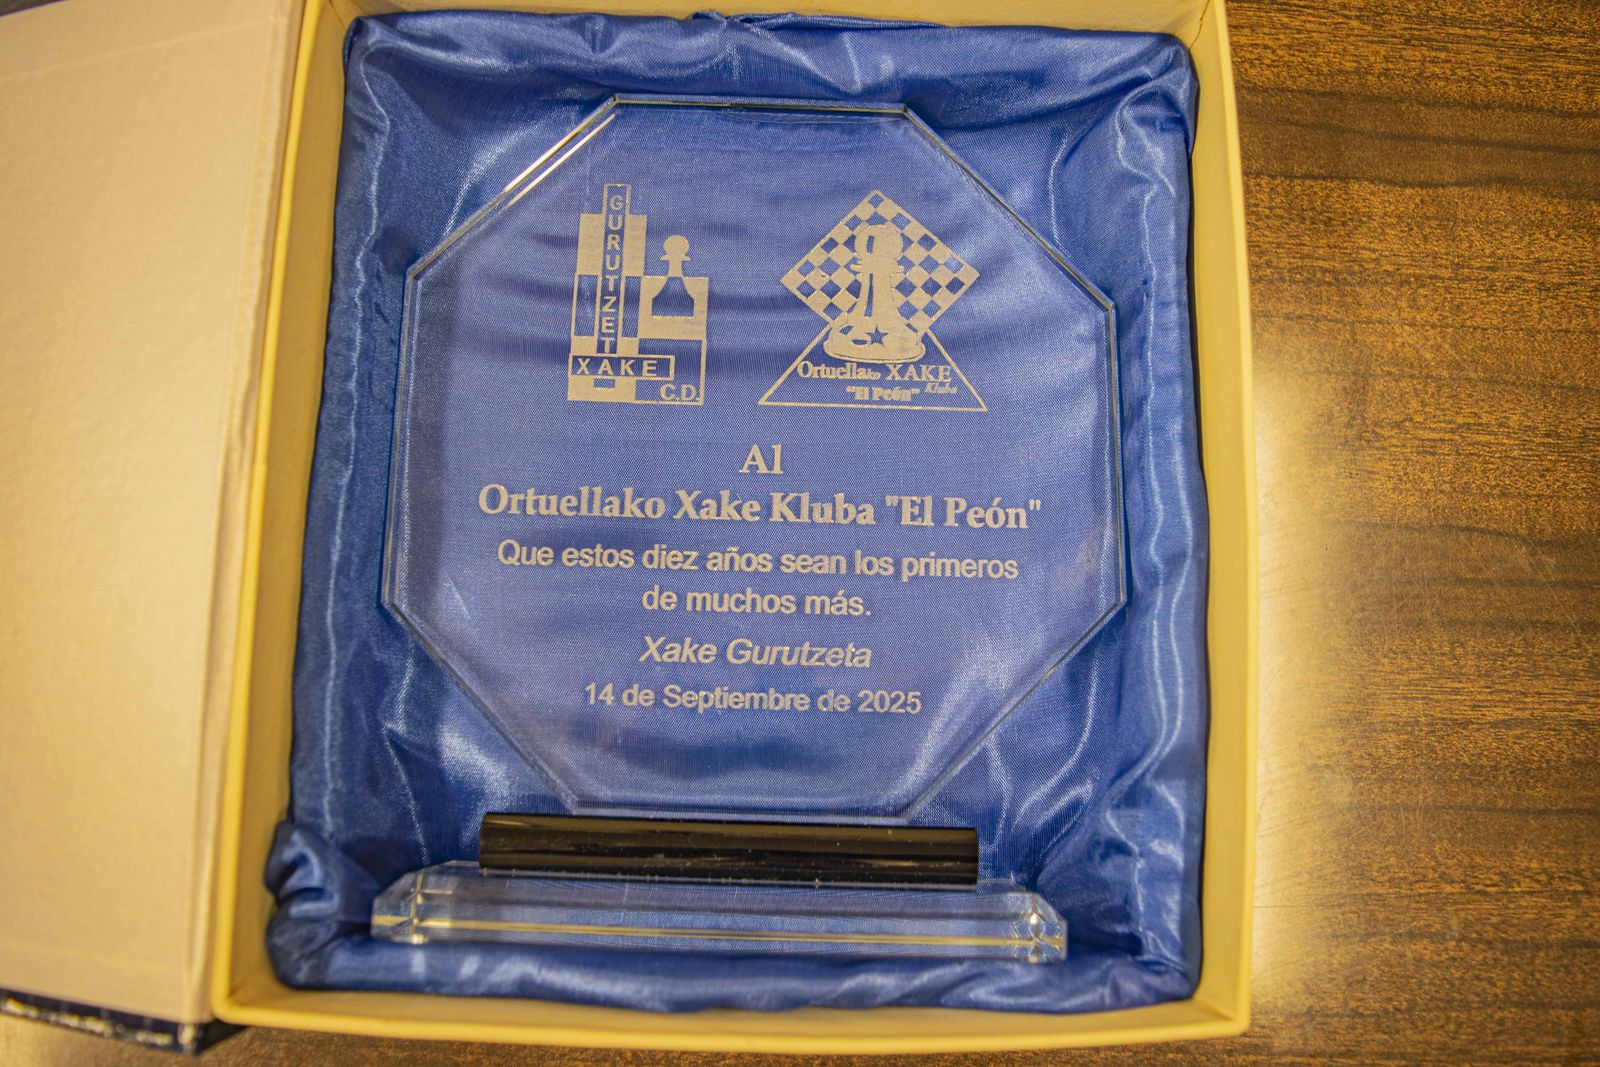 GURUTZET
XAKE
C.D.
Ortuellako XAKE
Kluba
"El Peón"
Al
Ortuellako Xake Kluba "El Peón"
Que estos diez años sean los primeros
de muchos más.
Xake Gurutzeta
14 de Septiembre de 2025